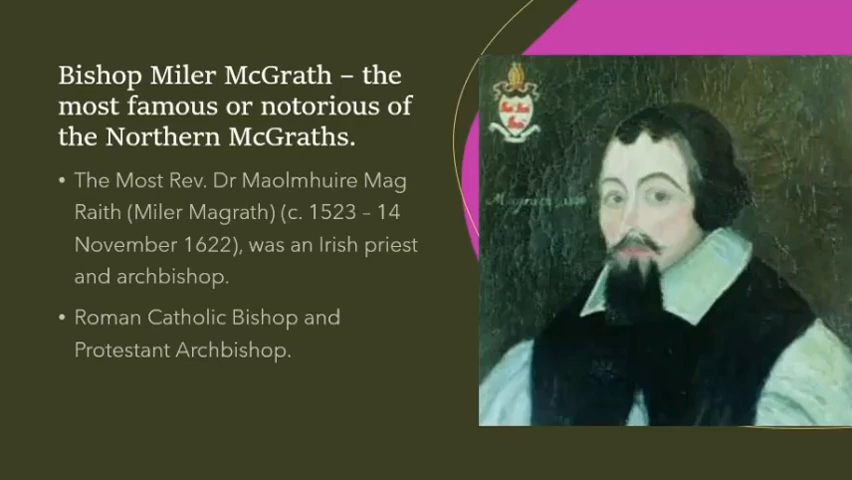 Bishop Miler McGrath – the
most famous or notorious of
the Northern McGraths.
• The Most Rev. Dr Maolmhuire Mag
Raith (Miler Magrath) (c. 1523 – 14
November 1622), was an Irish priest
and archbishop.
• Roman Catholic Bishop and
Protestant Archbishop.